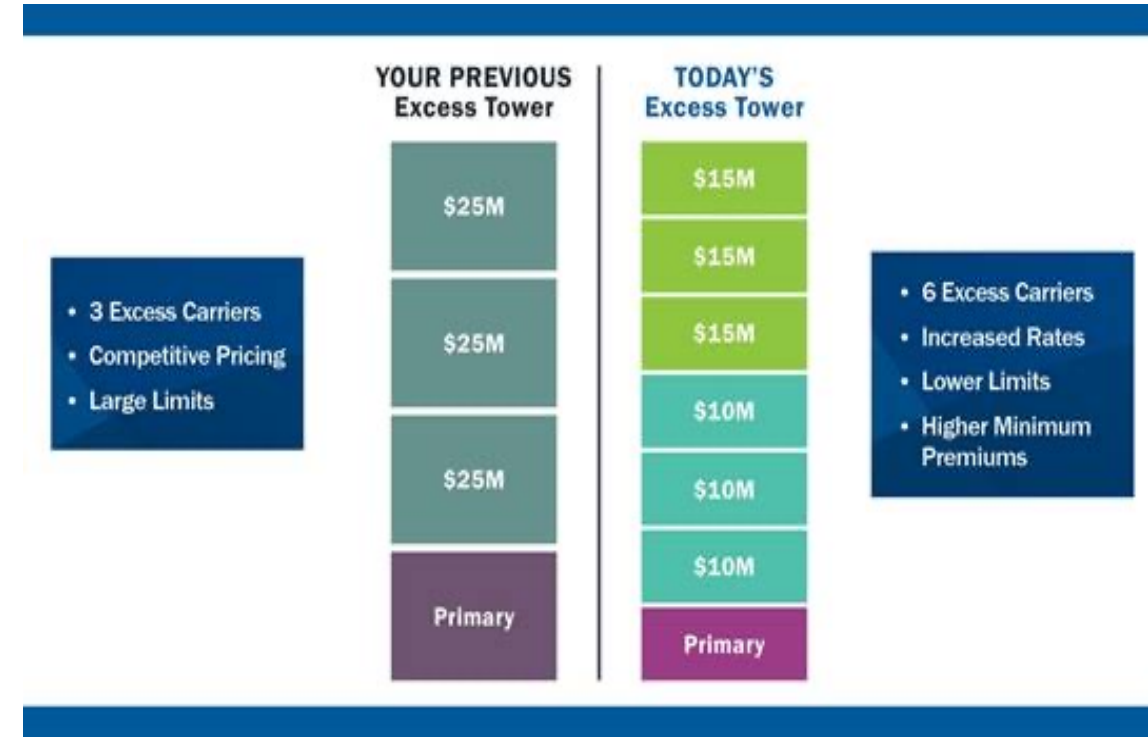 YOUR PREVIOUS
Excess Tower
$25M
$25M
$25M
Primary
• 3 Excess Carriers
• Competitive Pricing
• Large Limits
TODAY'S
Excess Tower
$15M
$15M
$15M
$10M
$10M
$10M
Primary
• 6 Excess Carriers
• Increased Rates
• Lower Limits
• Higher Minimum
Premiums